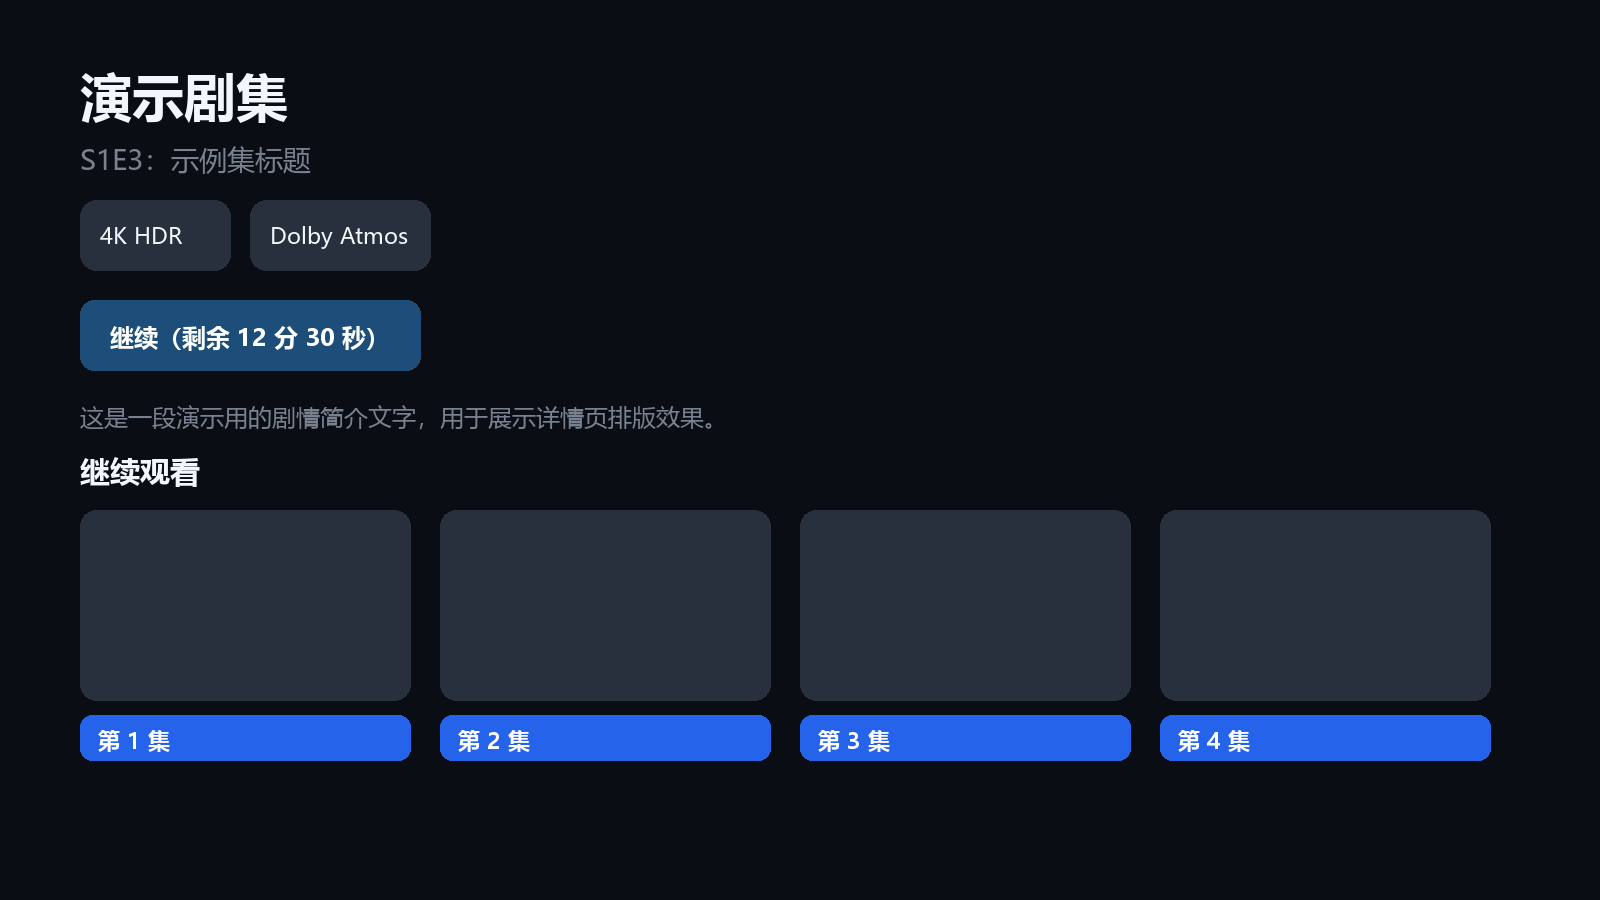 演示剧集
S1E3：示例集标题
4K HDR
Dolby Atmos
继续（剩余 12 分 30 秒）
这是一段演示用的剧情简介文字，用于展示详情页排版效果。
继续观看
第 1 集
第 2 集
第 3 集
第 4 集